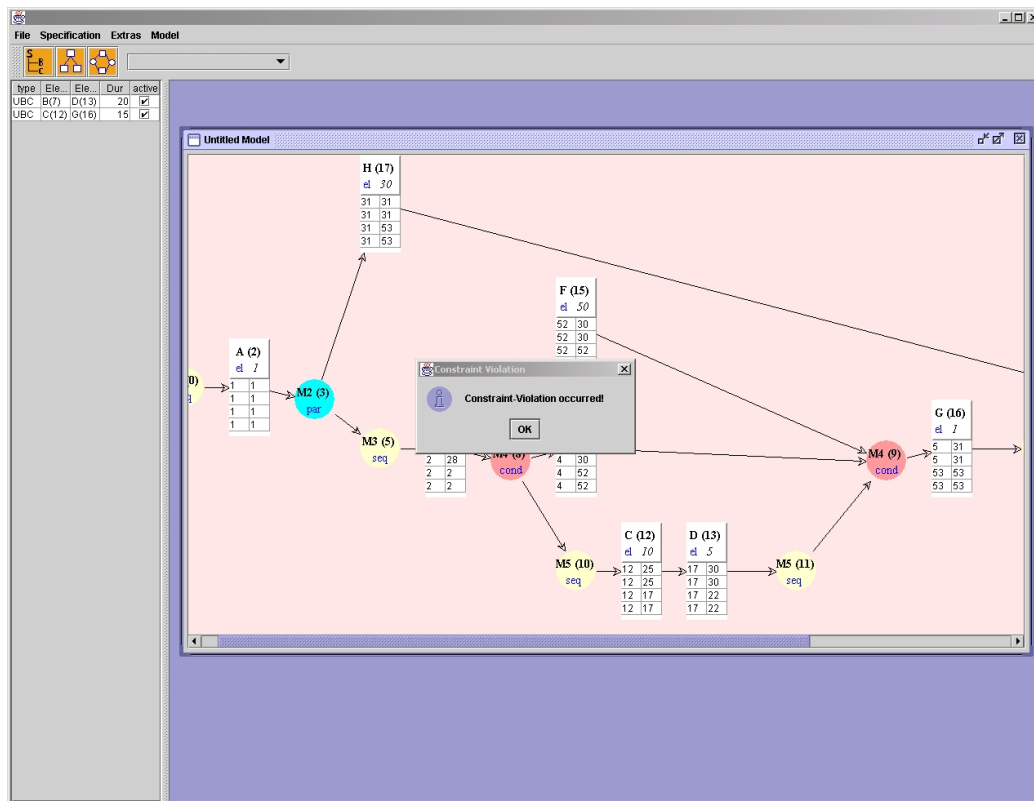 File Specification Extras Model
S
B
C
type Ele... Ele... Dur active
UBC B(7) D(13) 20
UBC C(12) G(16) 15
Untitled Model
H (17)
el 30
31 31
31 31
31 53
31 53
F (15)
el 50
52 30
52 30
52 52
A (2)
el 1
1 1
1 1
1 1
1 1
M2 (3)
par
Constraint Violation
Constraint-Violation occurred!
OK
M3 (5)
seq
2 28
2 2
2 2
cond
4 30
4 52
4 52
M4 (9)
cond
G (16)
el 1
5 31
5 31
53 53
53 53
M5 (10)
seq
C (12)
el 10
12 25
12 25
12 17
12 17
D (13)
el 5
17 30
17 30
17 22
17 22
M5 (11)
seq